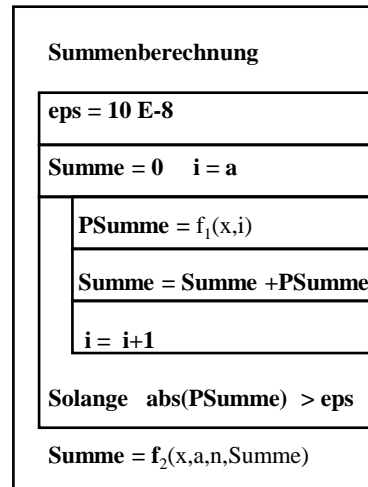 Summenberechnung
eps = 10 E-8
Summe = 0 i = a
PSumme = f₁(x,i)
Summe = Summe +PSumme
i = i+1
Solange abs(PSumme) > eps
Summe = f₂(x,a,n,Summe)